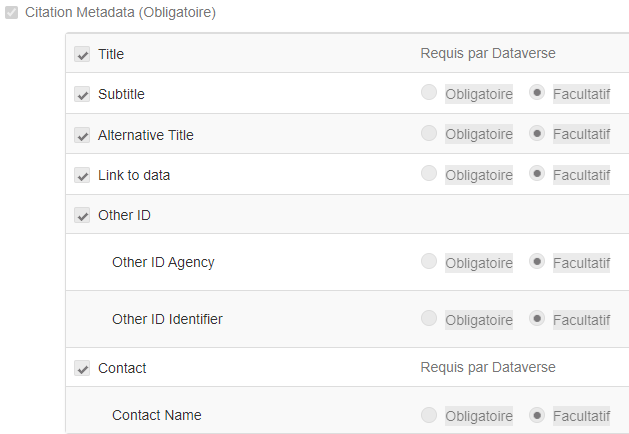 Citation Metadata (Obligatoire)
Title Requis par Dataverse
Subtitle Obligatoire Facultatif
Alternative Title Obligatoire Facultatif
Link to data Obligatoire Facultatif
Other ID
Other ID Agency Obligatoire Facultatif
Other ID Identifier Obligatoire Facultatif
Contact Requis par Dataverse
Contact Name Obligatoire Facultatif